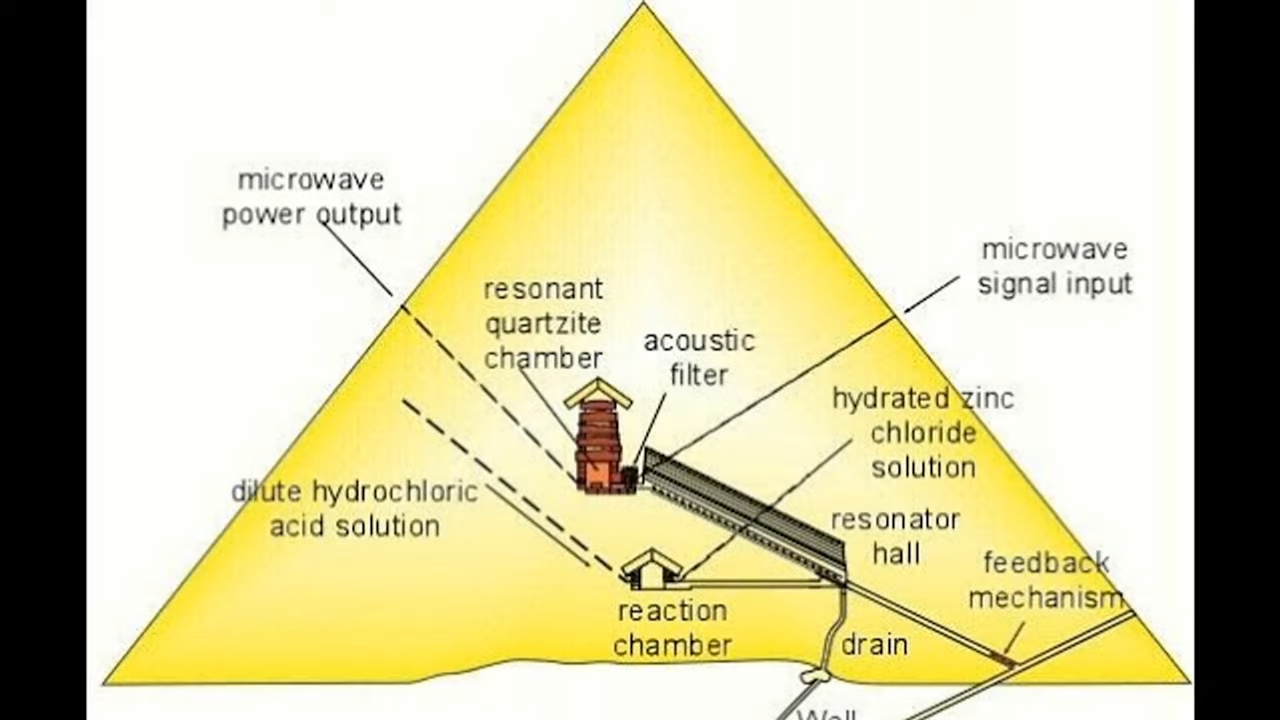 microwave
power output
microwave
signal input
resonant
quartzite
chamber
acoustic
filter
hydrated zinc
chloride
solution
dilute hydrochloric
acid solution
resonator
hall
feedback
mechanism
reaction
chamber
drain
Well